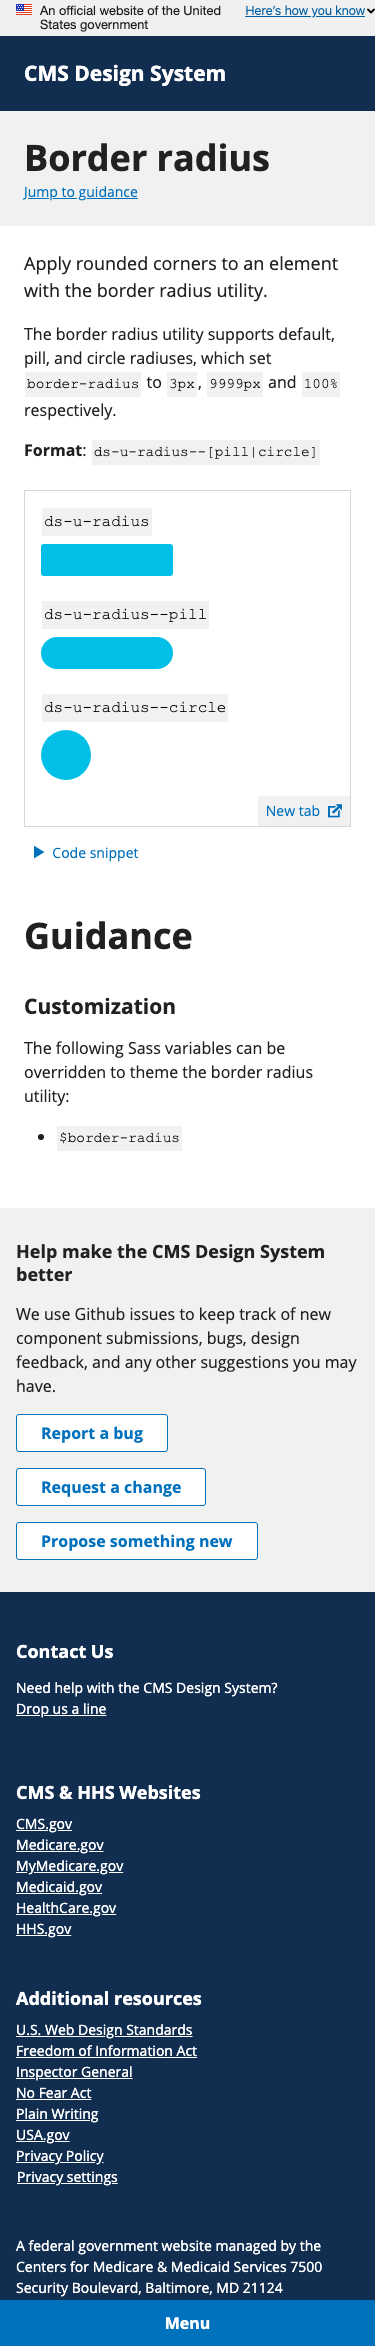 An official website of the United States government
Here's how you know
CMS Design System
Border radius
Jump to guidance
Apply rounded corners to an element
with the border radius utility.
The border radius utility supports default,
pill, and circle radiuses, which set
border-radius to 3px, 9999px and 100%
respectively.
Format: ds-u-radius--[pill|circle]
ds-u-radius
ds-u-radius--pill
ds-u-radius--circle
New tab
Code snippet
Guidance
Customization
The following Sass variables can be
overridden to theme the border radius
utility:
• $border-radius
Help make the CMS Design System
better
We use Github issues to keep track of new
component submissions, bugs, design
feedback, and any other suggestions you may
have.
Report a bug
Request a change
Propose something new
Contact Us
Need help with the CMS Design System?
Drop us a line
CMS & HHS Websites
CMS.gov
Medicare.gov
MyMedicare.gov
Medicaid.gov
HealthCare.gov
HHS.gov
Additional resources
U.S. Web Design Standards
Freedom of Information Act
Inspector General
No Fear Act
Plain Writing
USA.gov
Privacy Policy
Privacy settings
A federal government website managed by the
Centers for Medicare & Medicaid Services 7500
Security Boulevard, Baltimore, MD 21124
Menu